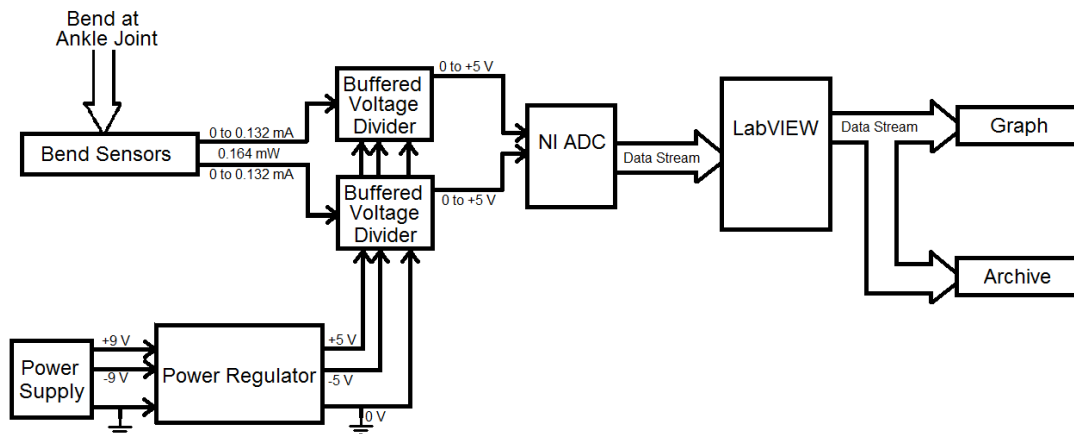 Bend at
Ankle Joint
Bend Sensors
0 to 0.132 mA
0.164 mW
0 to 0.132 mA
Buffered
Voltage
Divider
0 to +5 V
Buffered
Voltage
Divider
0 to +5 V
NI ADC
Data Stream
LabVIEW
Data Stream
Graph
Archive
Power
Supply
+9 V
-9 V
Power Regulator
+5 V
-5 V
0 V